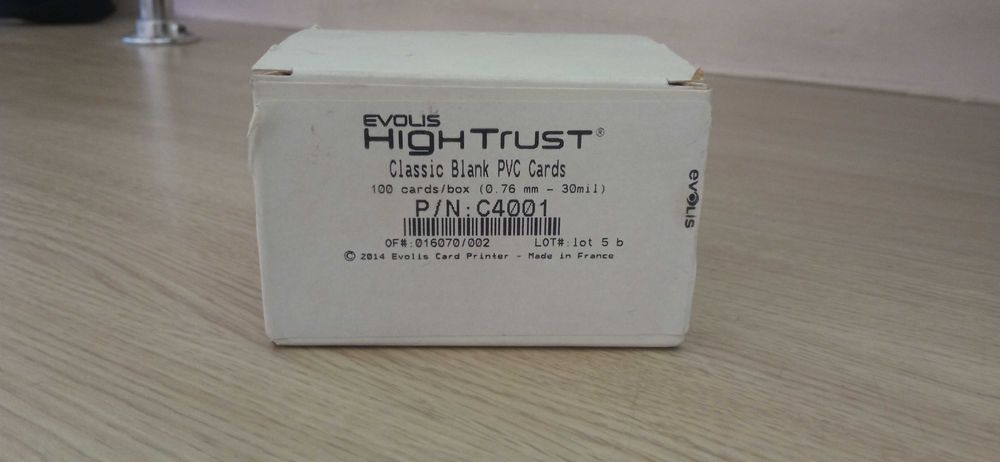 EVOLIS
HighTrust®
Classic Blank PVC Cards
100 cards/box (0.76 mm - 30mil)
P/N:C4001
OF#:016070/002 LOT#:lot 5 b
© 2014 Evolis Card Printer - Made in France
evolis